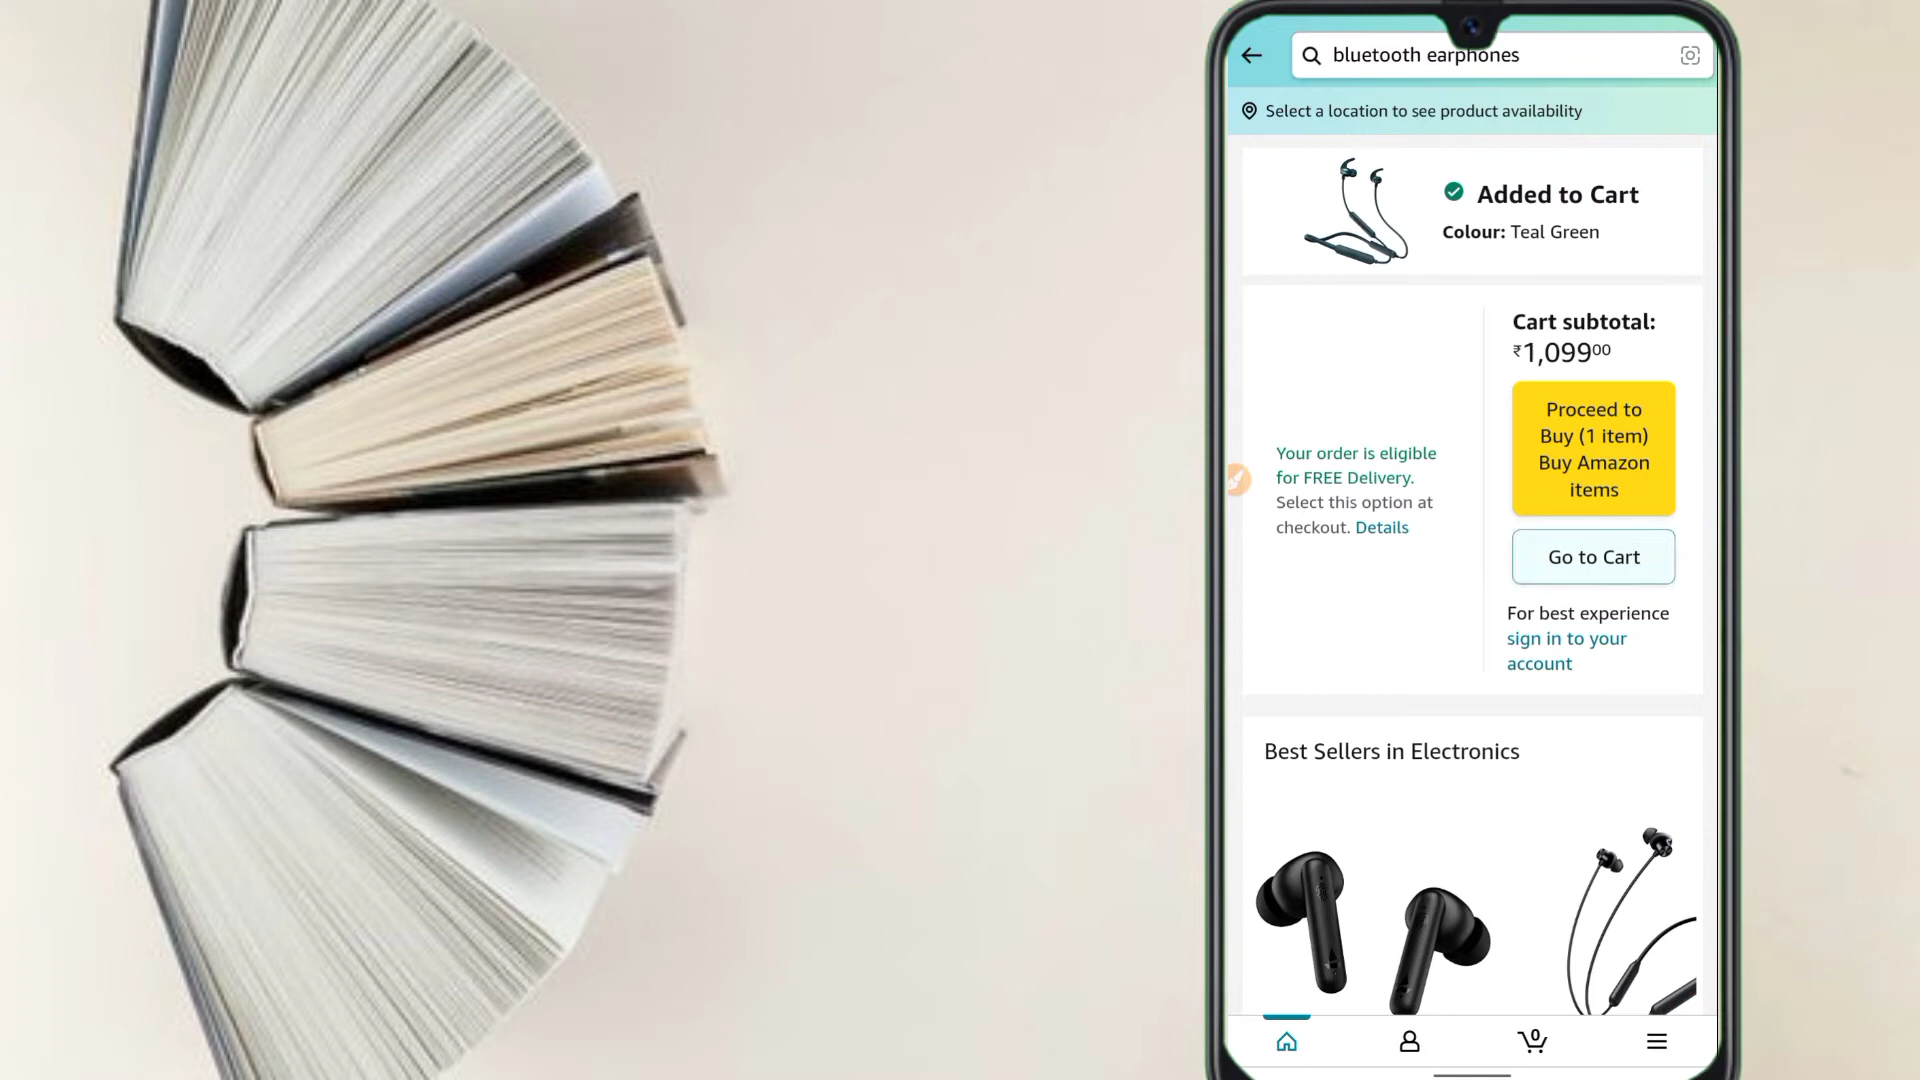 bluetooth earphones
Select a location to see product availability
Added to Cart
Colour: Teal Green
Your order is eligible
for FREE Delivery.
Select this option at
checkout. Details
Cart subtotal:
₹1,09900
Proceed to
Buy (1 item)
Buy Amazon
items
Go to Cart
For best experience
sign in to your
account
Best Sellers in Electronics
0